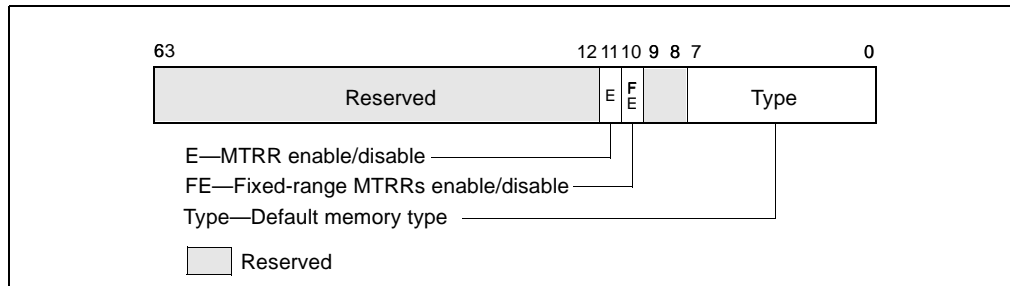 63 12 11 10 9 8 7 0
Reserved E FE Type
E—MTRR enable/disable
FE—Fixed-range MTRRs enable/disable
Type—Default memory type
Reserved